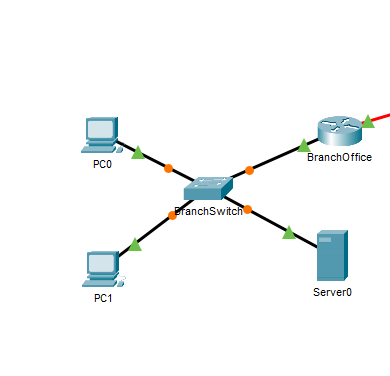 PC0
BranchOffice
BranchSwitch
PC1
Server0